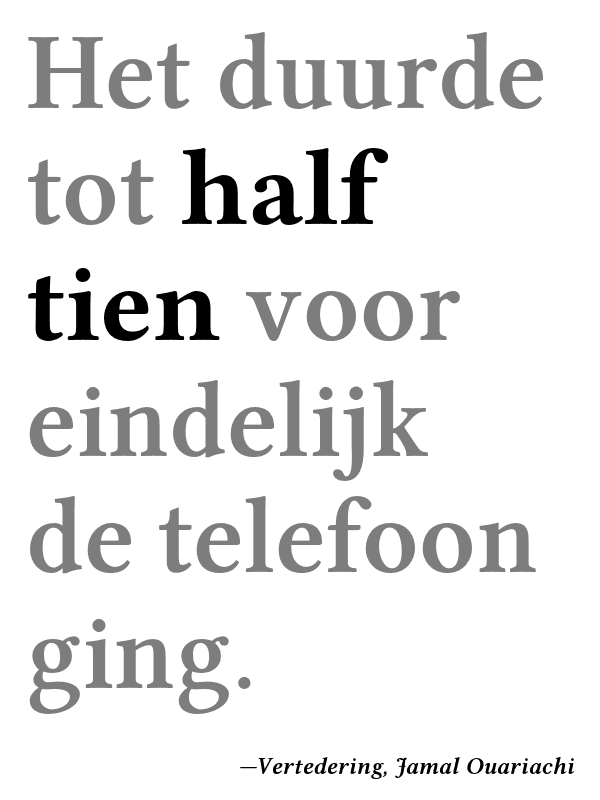 Het duurde
tot half
tien voor
eindelijk
de telefoon
ging.
—Vertedering, Jamal Ouariachi